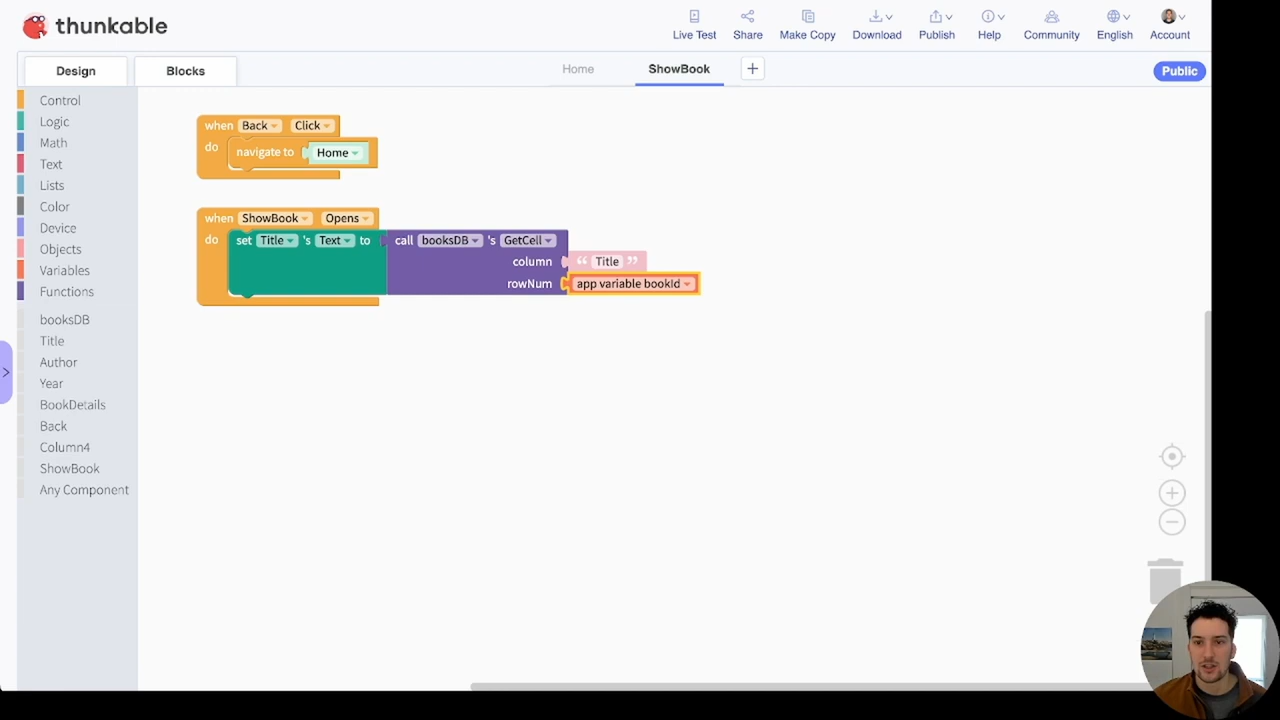 thunkable
Live Test
Share
Make Copy
Download
Publish
Help
Community
English
Account
Design
Blocks
Home
ShowBook
+
Public
Control
Logic
Math
Text
Lists
Color
Device
Objects
Variables
Functions
booksDB
Title
Author
Year
BookDetails
Back
Column4
ShowBook
Any Component
when Back Click
do navigate to Home
when ShowBook Opens
do set Title 's Text to call booksDB 's GetCell
column “ Title ”
rowNum app variable bookId